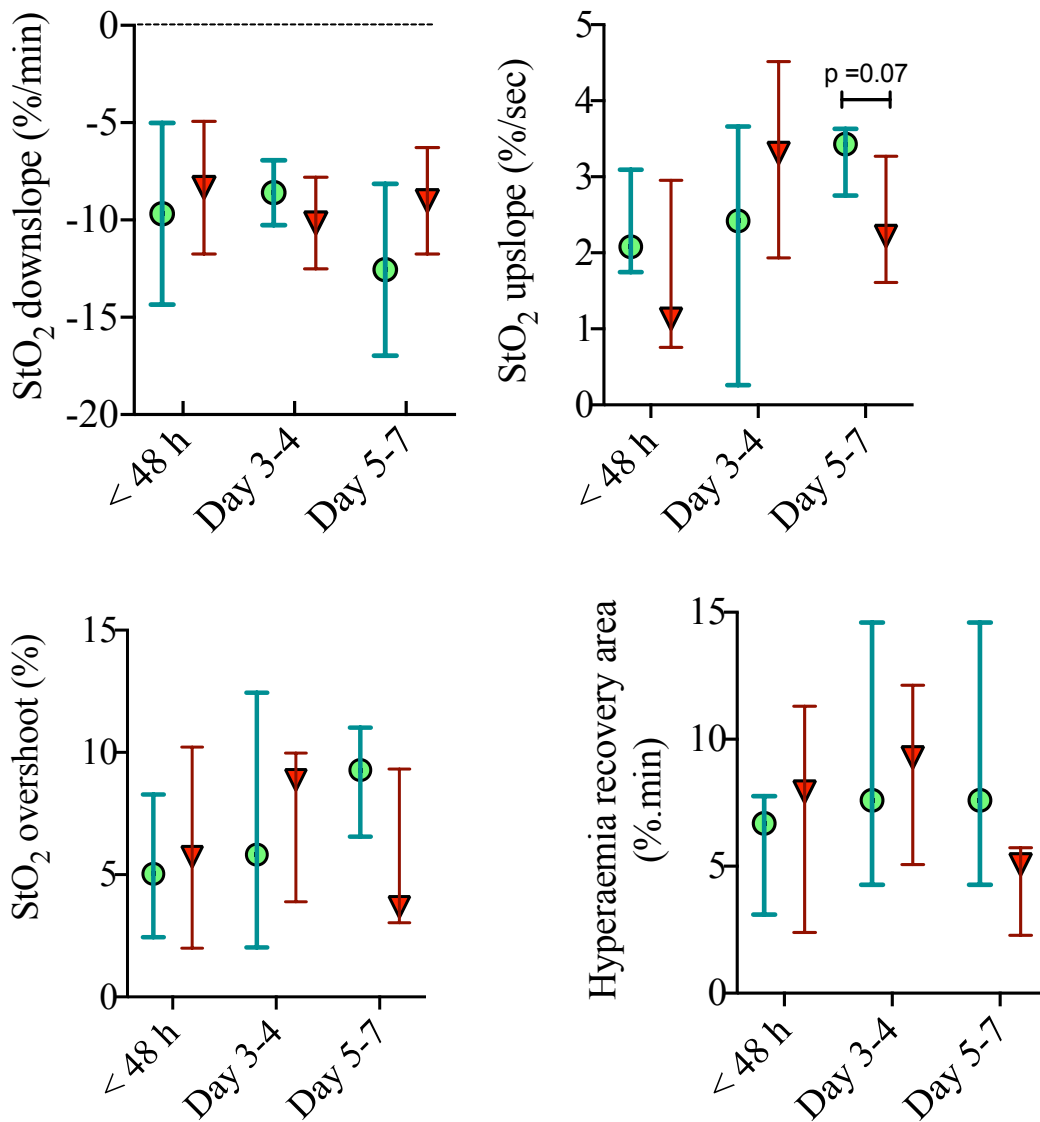 StO2 downslope (%/min)
0
-5
-10
-15
-20
< 48 h
Day 3-4
Day 5-7
StO2 upslope (%/sec)
5
4
3
2
1
0
p =0.07
< 48 h
Day 3-4
Day 5-7
StO2 overshoot (%)
15
10
5
0
< 48 h
Day 3-4
Day 5-7
Hyperaemia recovery area
(%.min)
15
10
5
0
< 48 h
Day 3-4
Day 5-7